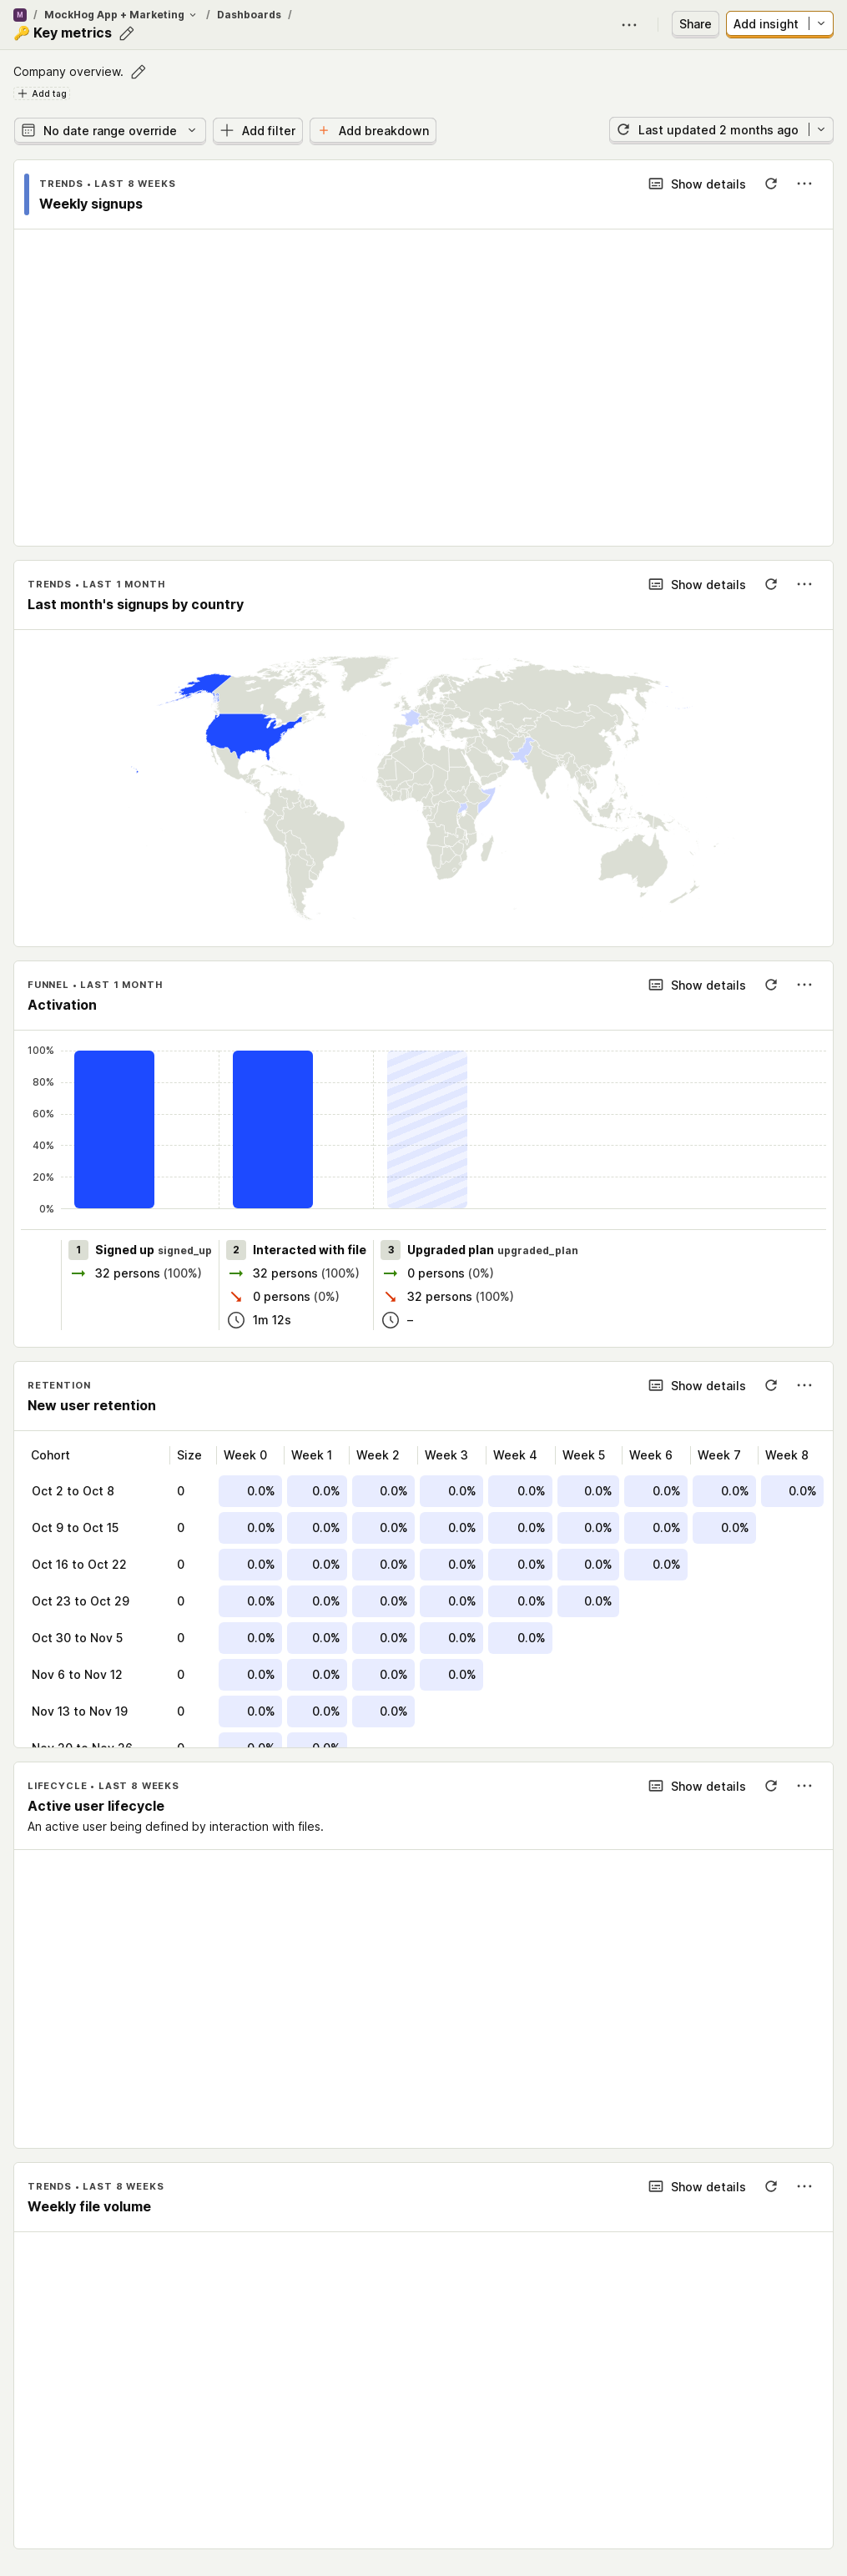 M / MockHog App + Marketing / Dashboards /
🔑 Key metrics
Share
Add insight
Company overview.
Add tag
No date range override
Add filter
Add breakdown
Last updated 2 months ago
TRENDS • LAST 8 WEEKS
Show details
Weekly signups
TRENDS • LAST 1 MONTH
Show details
Last month's signups by country
FUNNEL • LAST 1 MONTH
Show details
Activation
100%
80%
60%
40%
20%
0%
1 Signed up signed_up
32 persons (100%)
2 Interacted with file
32 persons (100%)
0 persons (0%)
1m 12s
3 Upgraded plan upgraded_plan
0 persons (0%)
32 persons (100%)
–
RETENTION
Show details
New user retention
Cohort Size Week 0 Week 1 Week 2 Week 3 Week 4 Week 5 Week 6 Week 7 Week 8
Oct 2 to Oct 8 0 0.0% 0.0% 0.0% 0.0% 0.0% 0.0% 0.0% 0.0% 0.0%
Oct 9 to Oct 15 0 0.0% 0.0% 0.0% 0.0% 0.0% 0.0% 0.0% 0.0%
Oct 16 to Oct 22 0 0.0% 0.0% 0.0% 0.0% 0.0% 0.0% 0.0%
Oct 23 to Oct 29 0 0.0% 0.0% 0.0% 0.0% 0.0% 0.0%
Oct 30 to Nov 5 0 0.0% 0.0% 0.0% 0.0% 0.0%
Nov 6 to Nov 12 0 0.0% 0.0% 0.0% 0.0%
Nov 13 to Nov 19 0 0.0% 0.0% 0.0%
Nov 20 to Nov 26 0 0.0% 0.0%
LIFECYCLE • LAST 8 WEEKS
Show details
Active user lifecycle
An active user being defined by interaction with files.
TRENDS • LAST 8 WEEKS
Show details
Weekly file volume